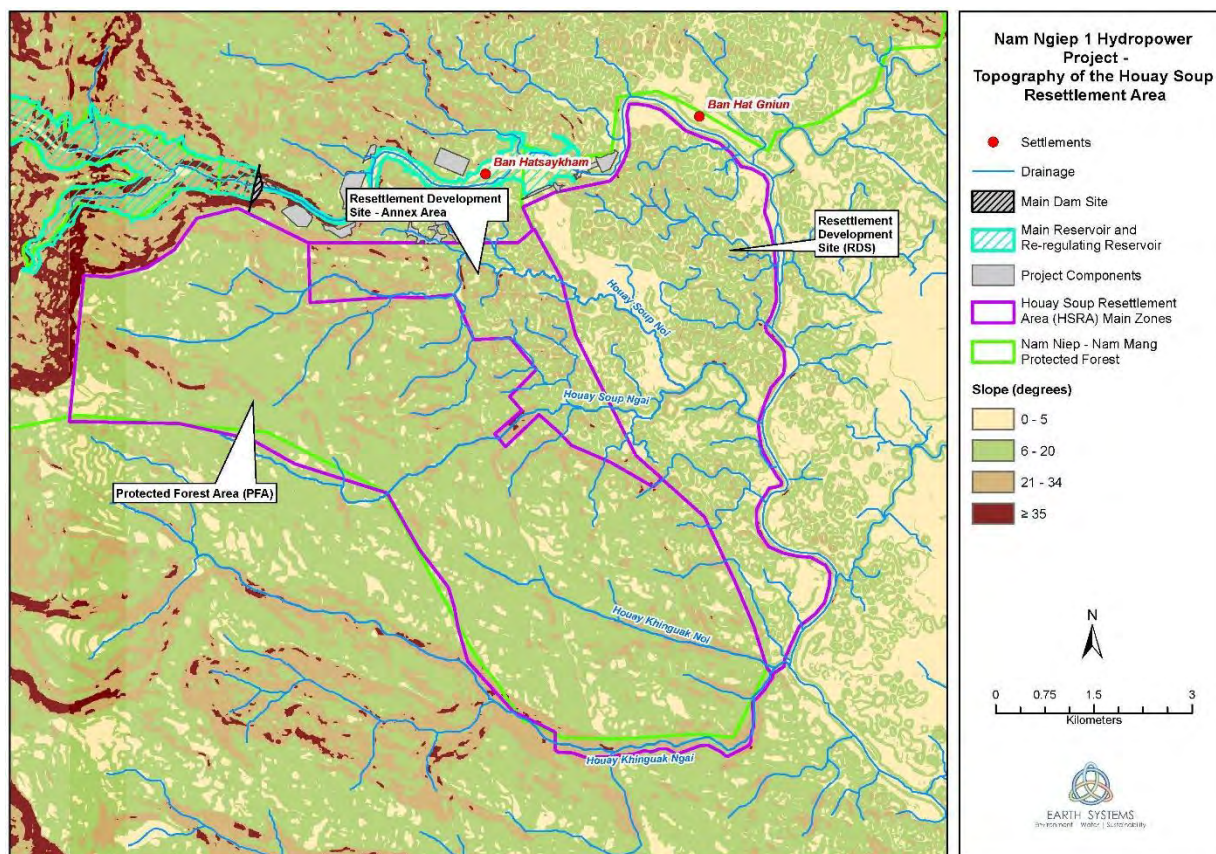 Ban Hat Gniun
Ban Hatsaykham
Resettlement Development
Site - Annex Area
Resettlement
Development
Site (RDS)
Houay Soup Noi
Houay Soup Ngai
Protected Forest Area (PFA)
Houay Khinguak Noi
Houay Khinguak Ngai
Nam Ngiep 1 Hydropower
Project -
Topography of the Houay Soup
Resettlement Area
Settlements
Drainage
Main Dam Site
Main Reservoir and
Re-regulating Reservoir
Project Components
Houay Soup Resettlement
Area (HSRA) Main Zones
Nam Niep - Nam Mang
Protected Forest
Slope (degrees)
0 - 5
6 - 20
21 - 34
≥ 35
N
0 0.75 1.5 3
Kilometers
EARTH SYSTEMS
Environment | Water | Sustainability